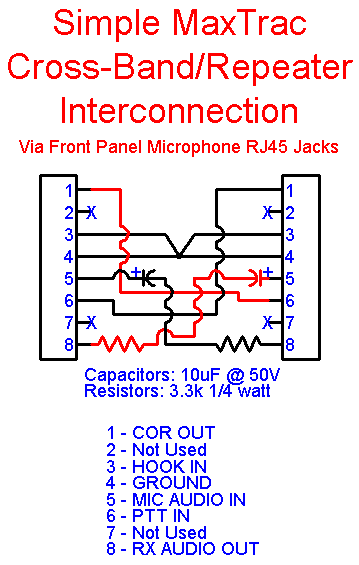 Simple MaxTrac
Cross-Band/Repeater
Interconnection
Via Front Panel Microphone RJ45 Jacks
1 1
2 X X 2
3 3
4 4
5 + + 5
6 6
7 X X 7
8 8
Capacitors: 10uF @ 50V
Resistors: 3.3k 1/4 watt
1 - COR OUT
2 - Not Used
3 - HOOK IN
4 - GROUND
5 - MIC AUDIO IN
6 - PTT IN
7 - Not Used
8 - RX AUDIO OUT